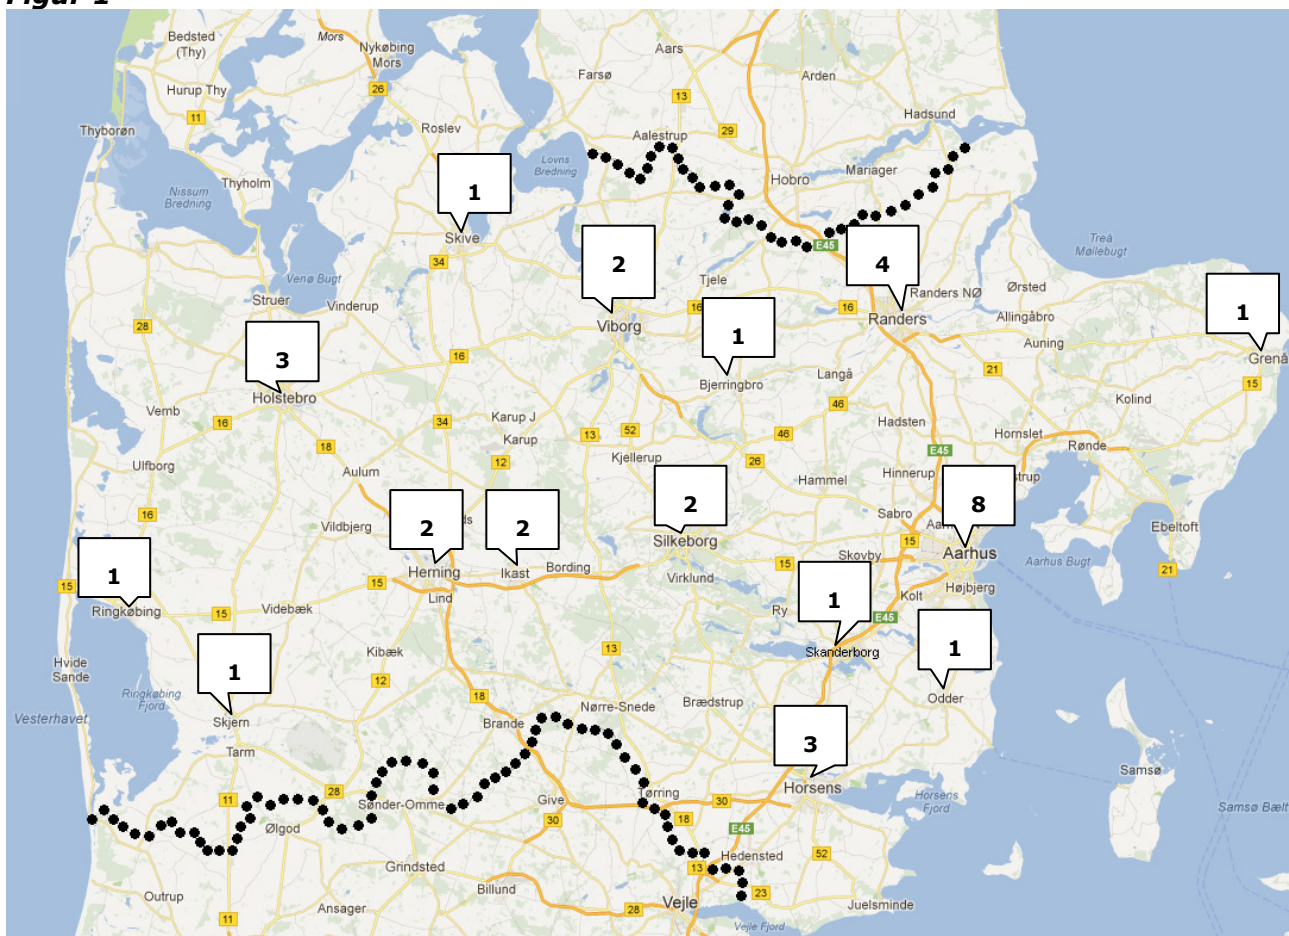 Figur 1
Bedsted
(Thy)
Mors
Nykøbing
Mors
Aars
Farsø
Arden
Hurup Thy
26
13
11
Hadsund
Thyborøn
Roslev
Aalestrup
29
Lovns
Bredning
Nissum
Bredning
Thyholm
Hobro
Mariager
1
Skive
34
E45
Treå
Møllebugt
2
4
Venø Bugt
Struer
Vinderup
Tjele
Randers NØ
Ørsted
28
Viborg
16
16
Randers
Allingåbro
1
1
Auning
Grenå
3
16
Bjerringbro
Langå
21
15
Holstebro
Vemb
16
34
Karup J
46
Kolind
Karup
13
52
46
Hadsten
Hornslet
Rønde
18
Ulfborg
Aulum
12
Kjellerup
26
E45
Hinnerup
strup
Hammel
2
2
2
8
16
Vildbjerg
ds
Sabro
Aar
Ebeltoft
Silkeborg
15
Aarhus
1
Herning
Ikast
Bording
15
Skovby
Aarhus Bugt
21
15
15
Virklund
Højbjerg
Ringkøbing
15
Videbæk
Lind
Ry
1
Kolt
E45
1
Hvide
Sande
Kibæk
13
Skanderborg
1
12
Ringkøbing
Fjord
18
Brædstrup
Odder
Vesterhavet
Skjern
Brande
Nørre-Snede
3
Tarm
Samsø
11
28
Sønder-Omme
Give
Tørring
30
Horsens
Horsens
Fjord
Samsø Bælt
Ølgod
30
18
E45
Grindsted
13
Hedensted
52
Outrup
Billund
23
Ansager
28
Vejle
Juelsminde
11
Vejle Fjord